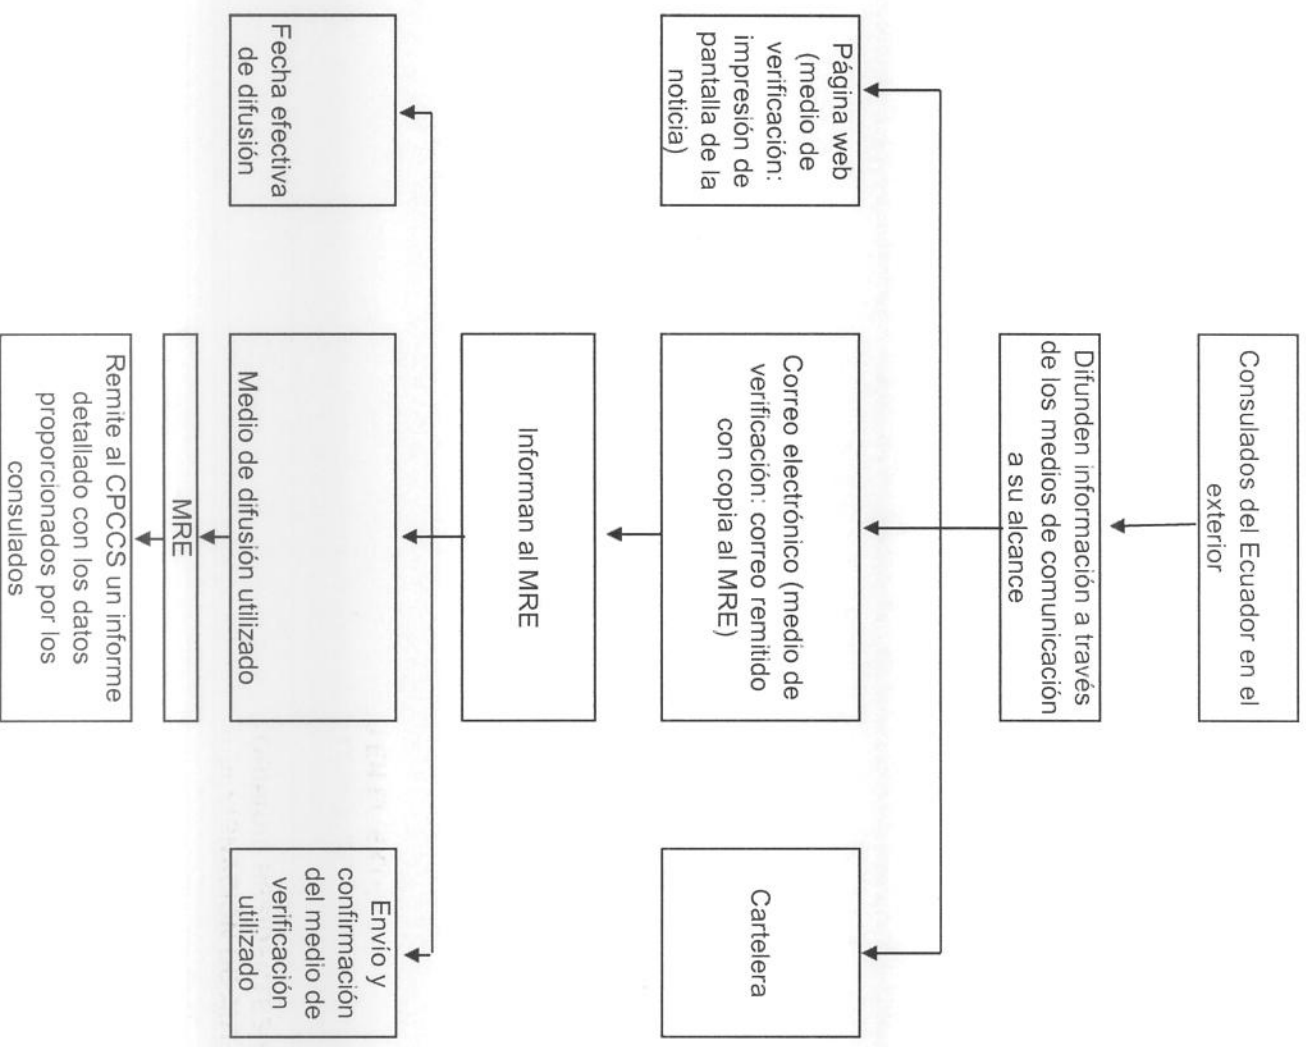 Consulados del Ecuador en el
exterior
Difunden información a través
de los medios de comunicación
a su alcance
Página web
(medio de
verificación:
impresión de
pantalla de la
noticia)
Correo electrónico (medio de
verificación: correo remitido
con copia al MRE)
Cartelera
Informan al MRE
Fecha efectiva
de difusión
Medio de difusión utilizado
Envío y
confirmación
del medio de
verificación
utilizado
MRE
Remite al CPCCS un informe
detallado con los datos
proporcionados por los
consulados